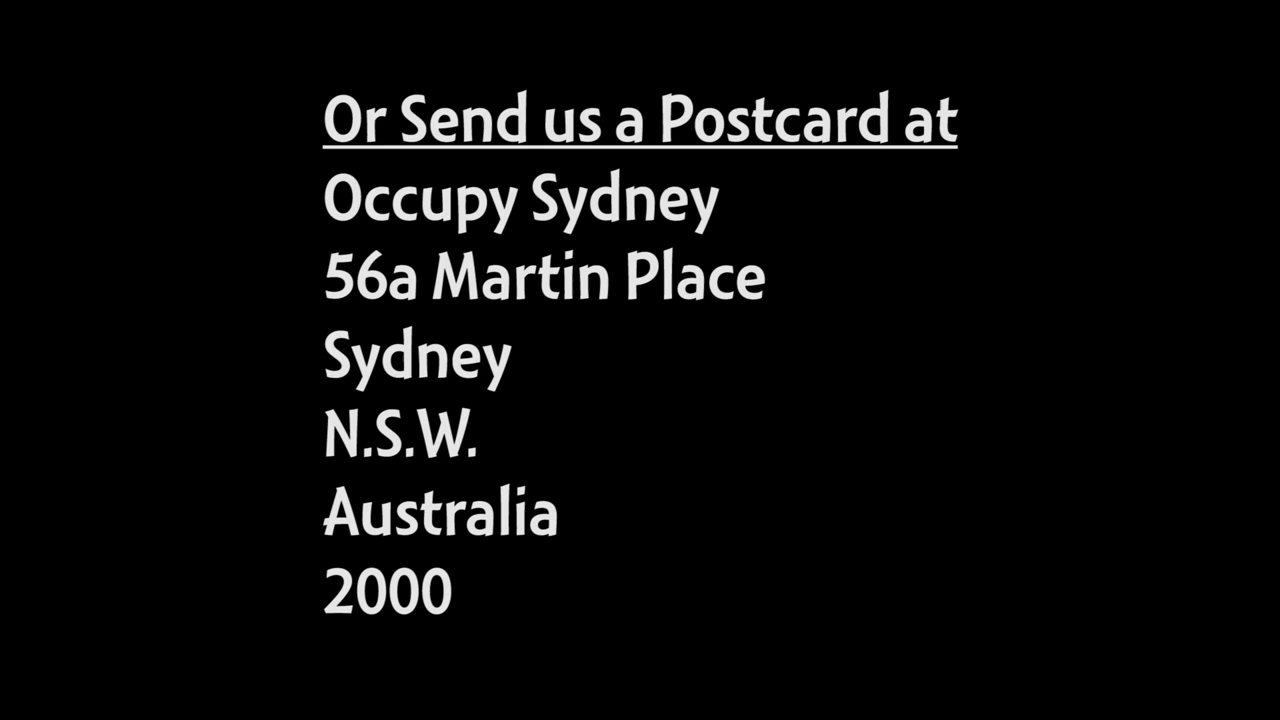 Or Send us a Postcard at
Occupy Sydney
56a Martin Place
Sydney
N.S.W.
Australia
2000